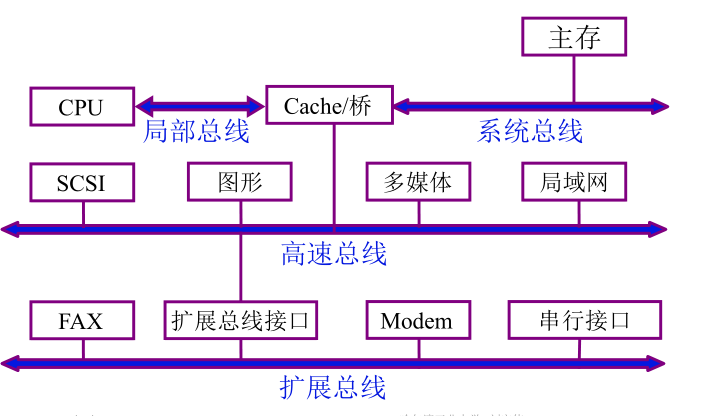 主存
CPU
Cache/桥
局部总线
系统总线
SCSI
图形
多媒体
局域网
高速总线
FAX
扩展总线接口
Modem
串行接口
扩展总线